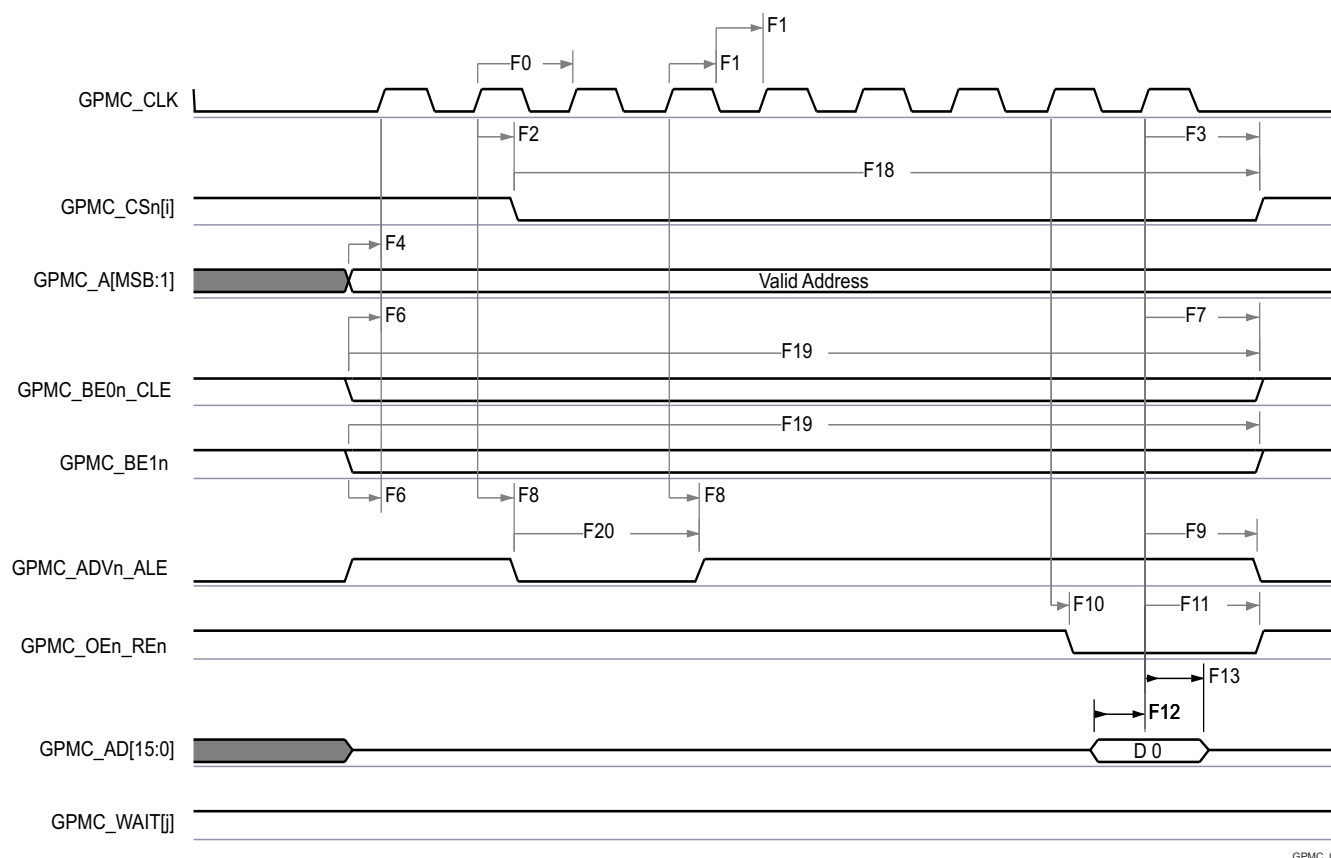 F1
F0
F1
GPMC_CLK
F2
F3
F18
GPMC_CSn[i]
F4
GPMC_A[MSB:1]
Valid Address
F6
F7
F19
GPMC_BE0n_CLE
F19
GPMC_BE1n
F6
F8
F8
F20
F9
GPMC_ADVn_ALE
F10
F11
GPMC_OEn_REn
F13
F12
GPMC_AD[15:0]
D 0
GPMC_WAIT[j]